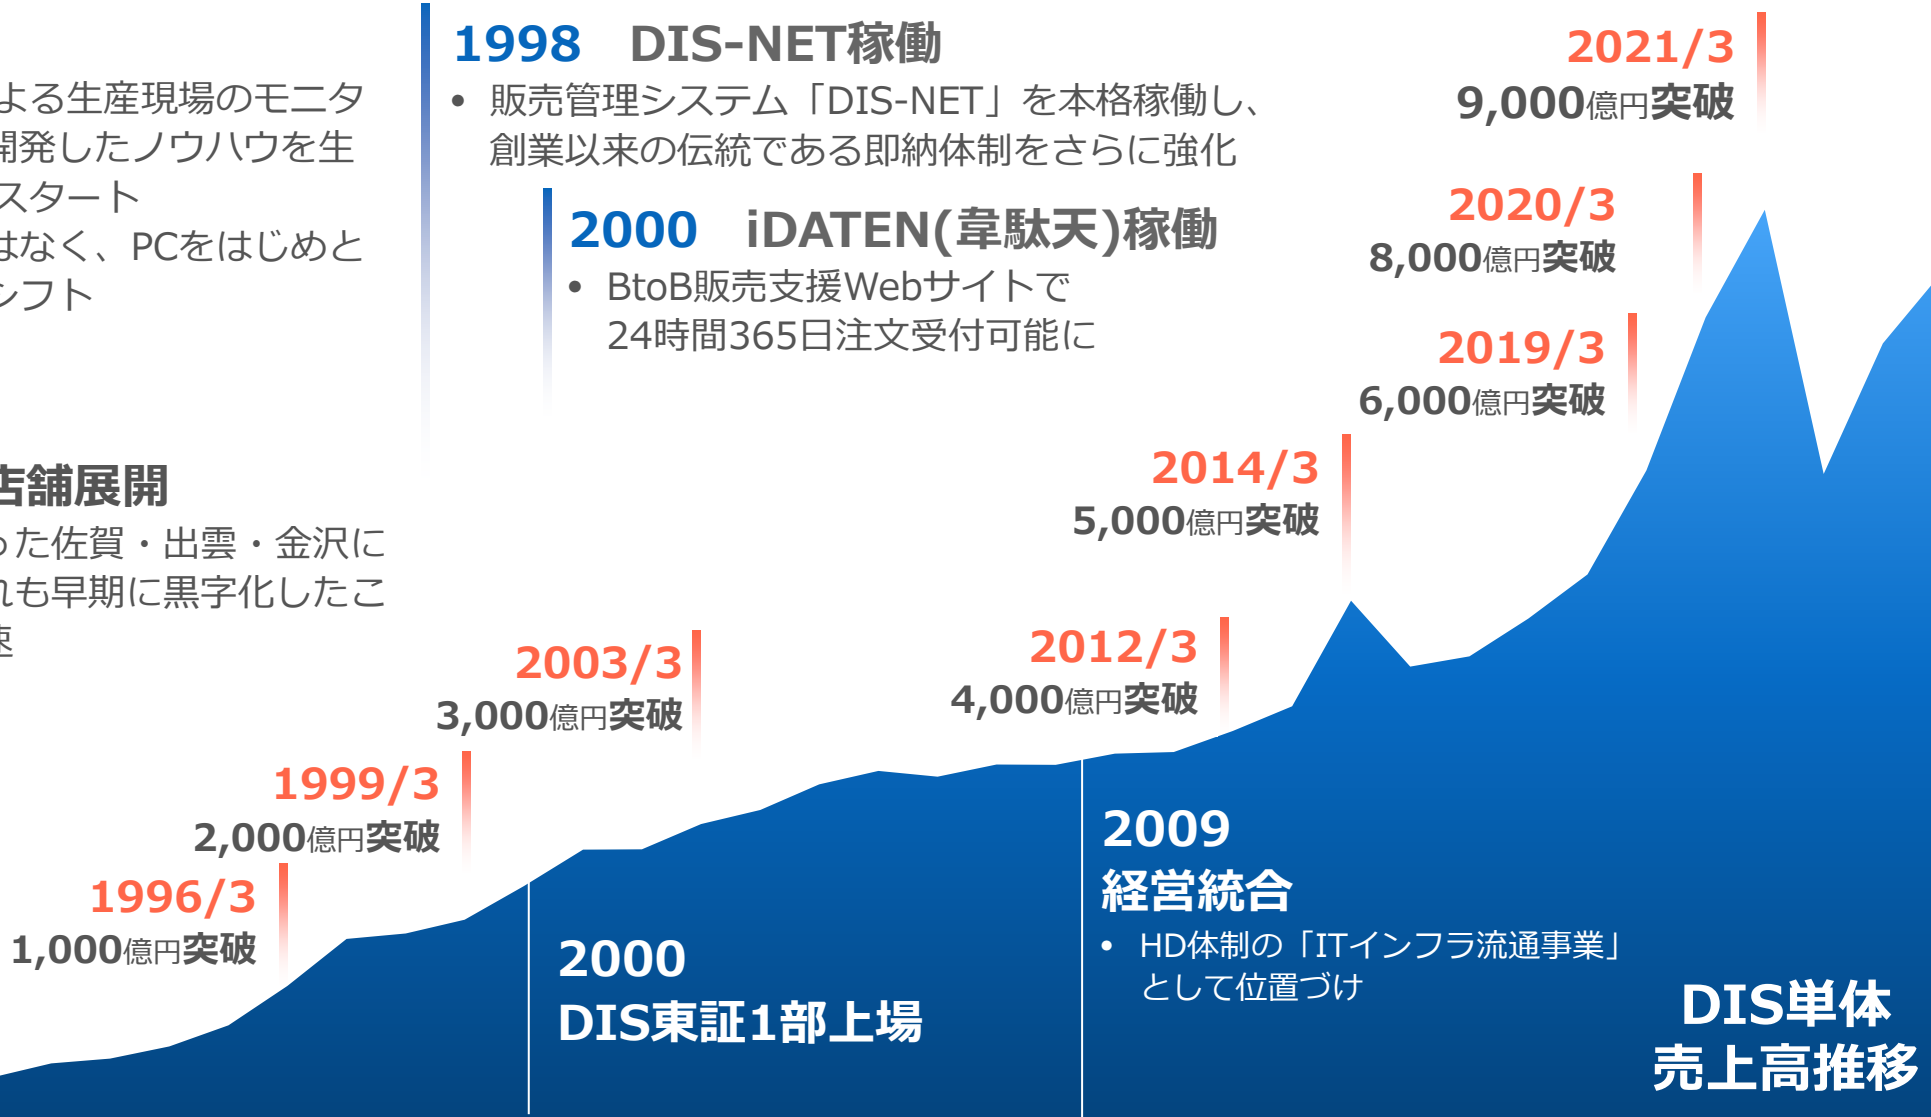 よる生産現場のモニタ
開発したノウハウを生
スタート
はなく、PCをはじめと
シフト
店舗展開
った佐賀・出雲・金沢に
れも早期に黒字化したこ
速
1998 DIS-NET稼働
• 販売管理システム「DIS-NET」を本格稼働し、
創業以来の伝統である即納体制をさらに強化
2000 iDATEN(韋駄天)稼働
• BtoB販売支援Webサイトで
24時間365日注文受付可能に
1996/3
1,000億円突破
1999/3
2,000億円突破
2003/3
3,000億円突破
2012/3
4,000億円突破
2014/3
5,000億円突破
2019/3
6,000億円突破
2020/3
8,000億円突破
2021/3
9,000億円突破
2000
DIS東証1部上場
2009
経営統合
• HD体制の「ITインフラ流通事業」
として位置づけ
DIS単体
売上高推移